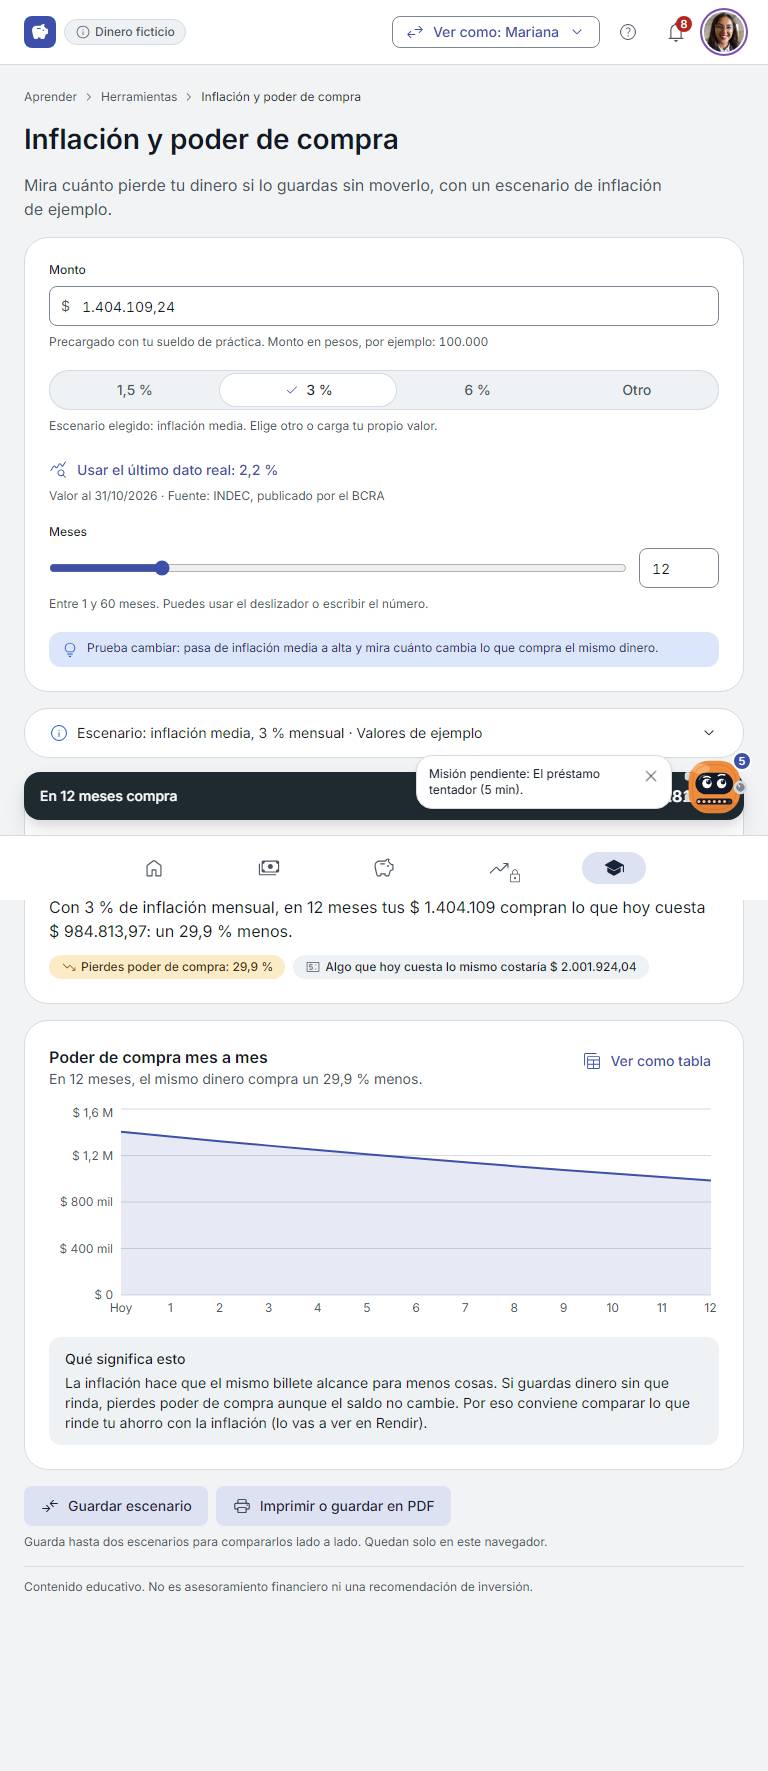 Dinero ficticio
Ver como: Mariana
8
Aprender > Herramientas > Inflación y poder de compra
Inflación y poder de compra
Mira cuánto pierde tu dinero si lo guardas sin moverlo, con un escenario de inflación
de ejemplo.
Monto
$ 1.404.109,24
Precargado con tu sueldo de práctica. Monto en pesos, por ejemplo: 100.000
1,5 % 3 % 6 % Otro
Escenario elegido: inflación media. Elige otro o carga tu propio valor.
Usar el último dato real: 2,2 %
Valor al 31/10/2026 · Fuente: INDEC, publicado por el BCRA
Meses
12
Entre 1 y 60 meses. Puedes usar el deslizador o escribir el número.
Prueba cambiar: pasa de inflación media a alta y mira cuánto cambia lo que compra el mismo dinero.
Escenario: inflación media, 3 % mensual · Valores de ejemplo
5
Misión pendiente: El préstamo
tentador (5 min).
En 12 meses compra
Con 3 % de inflación mensual, en 12 meses tus $ 1.404.109 compran lo que hoy cuesta
$ 984.813,97: un 29,9 % menos.
Pierdes poder de compra: 29,9 %
Algo que hoy cuesta lo mismo costaría $ 2.001.924,04
Poder de compra mes a mes
Ver como tabla
En 12 meses, el mismo dinero compra un 29,9 % menos.
$ 1,6 M
$ 1,2 M
$ 800 mil
$ 400 mil
$ 0
Hoy 1 2 3 4 5 6 7 8 9 10 11 12
Qué significa esto
La inflación hace que el mismo billete alcance para menos cosas. Si guardas dinero sin que
rinda, pierdes poder de compra aunque el saldo no cambie. Por eso conviene comparar lo que
rinde tu ahorro con la inflación (lo vas a ver en Rendir).
Guardar escenario
Imprimir o guardar en PDF
Guarda hasta dos escenarios para compararlos lado a lado. Quedan solo en este navegador.
Contenido educativo. No es asesoramiento financiero ni una recomendación de inversión.